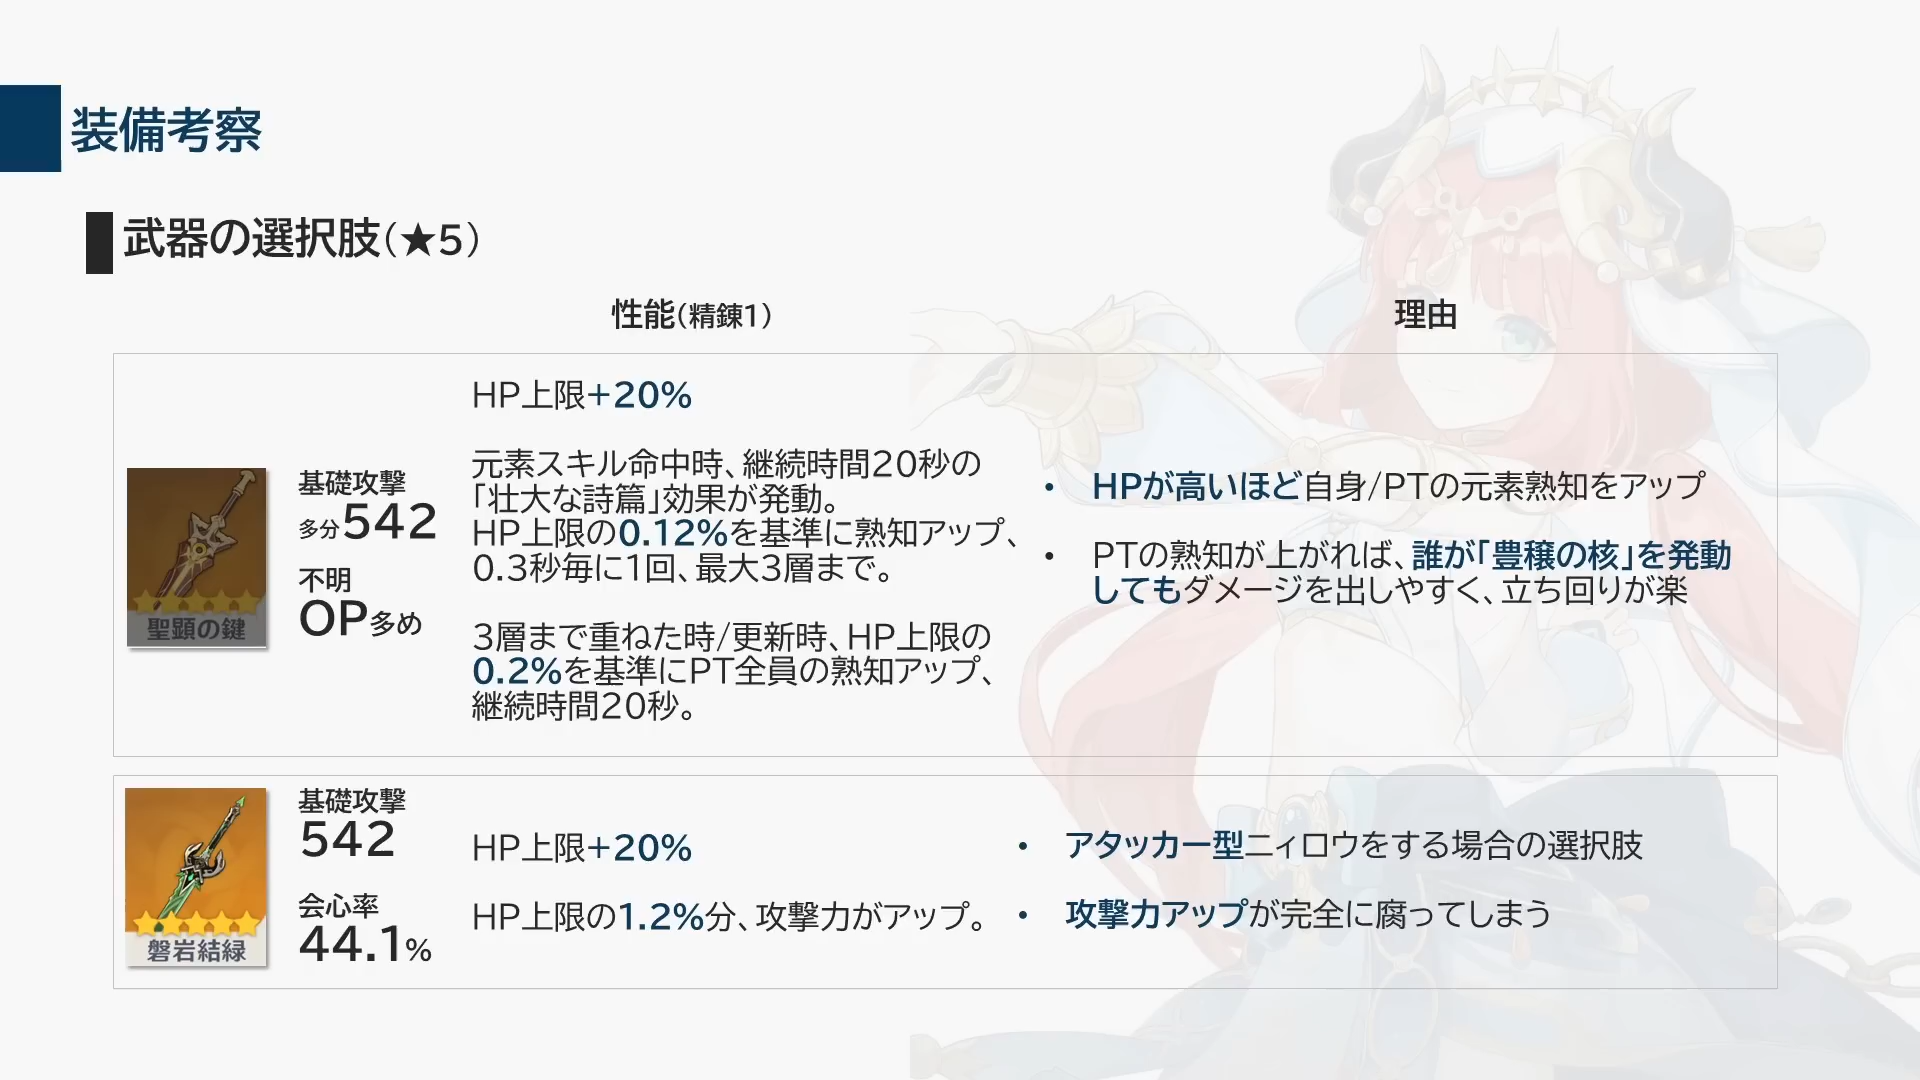 装備考察
武器の選択肢(★5)
性能(精錬1)
理由
聖顕の鍵
基礎攻撃
多分542
不明
OP多め
HP上限+20%
元素スキル命中時、継続時間20秒の
「壮大な詩篇」効果が発動。
HP上限の0.12%を基準に熟知アップ、
0.3秒毎に1回、最大3層まで。
3層まで重ねた時/更新時、HP上限の
0.2%を基準にPT全員の熟知アップ、
継続時間20秒。
• HPが高いほど自身/PTの元素熟知をアップ
• PTの熟知が上がれば、誰が「豊穣の核」を発動
してもダメージを出しやすく、立ち回りが楽
磐岩結緑
基礎攻撃
542
会心率
44.1%
HP上限+20%
HP上限の1.2%分、攻撃力がアップ。
• アタッカー型ニィロウをする場合の選択肢
• 攻撃力アップが完全に腐ってしまう